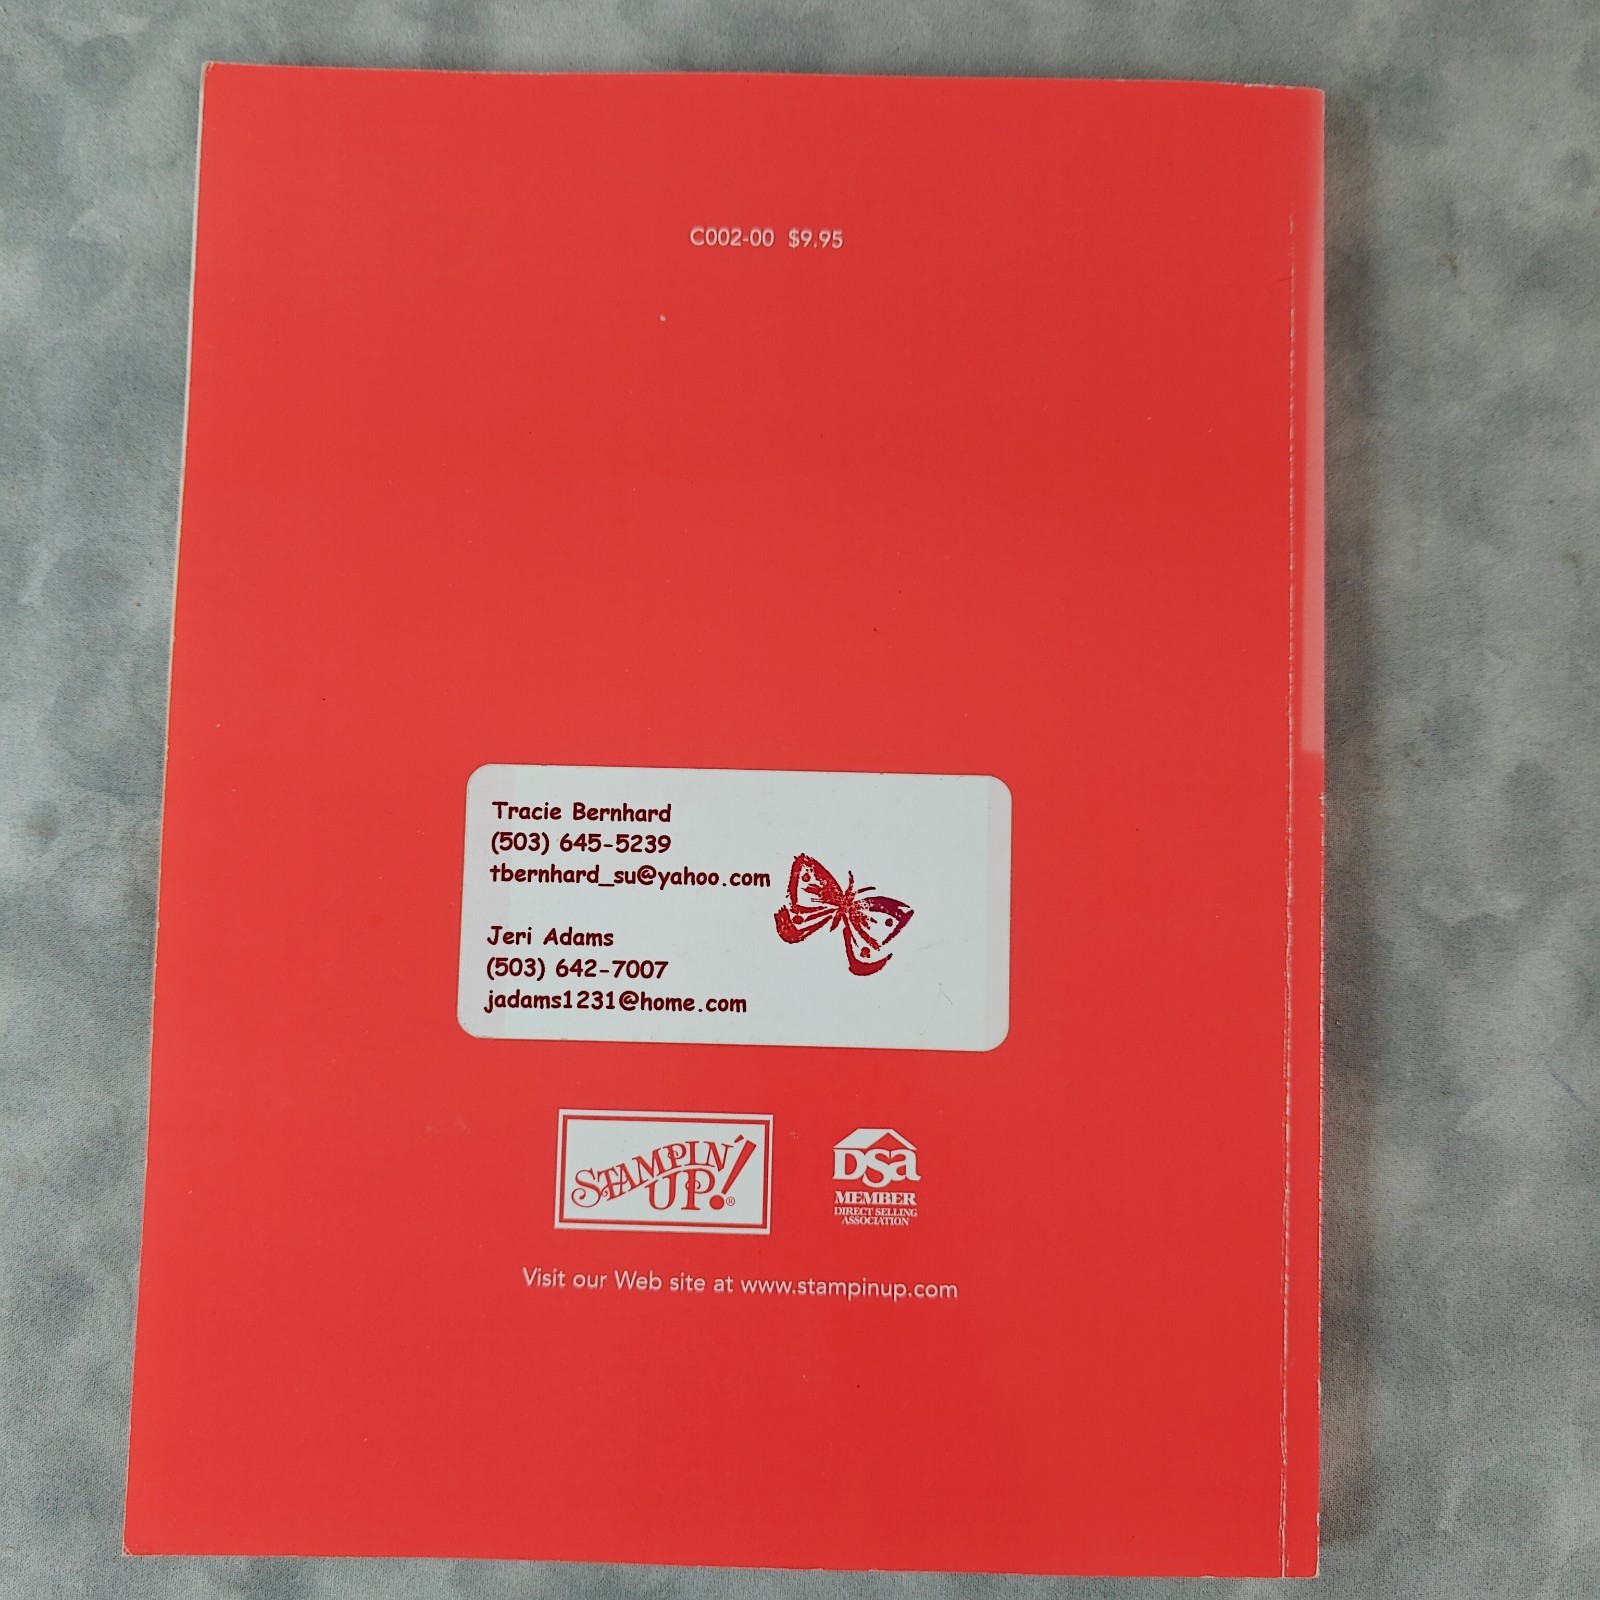 C002-00 $9.95
Tracie Bernhard
(503) 645-5239
tbernhard_su@yahoo.com
Jeri Adams
(503) 642-7007
jadams1231@home.com
STAMPIN'
UP!®
DSA
MEMBER
DIRECT SELLING
ASSOCIATION
Visit our Web site at www.stampinup.com